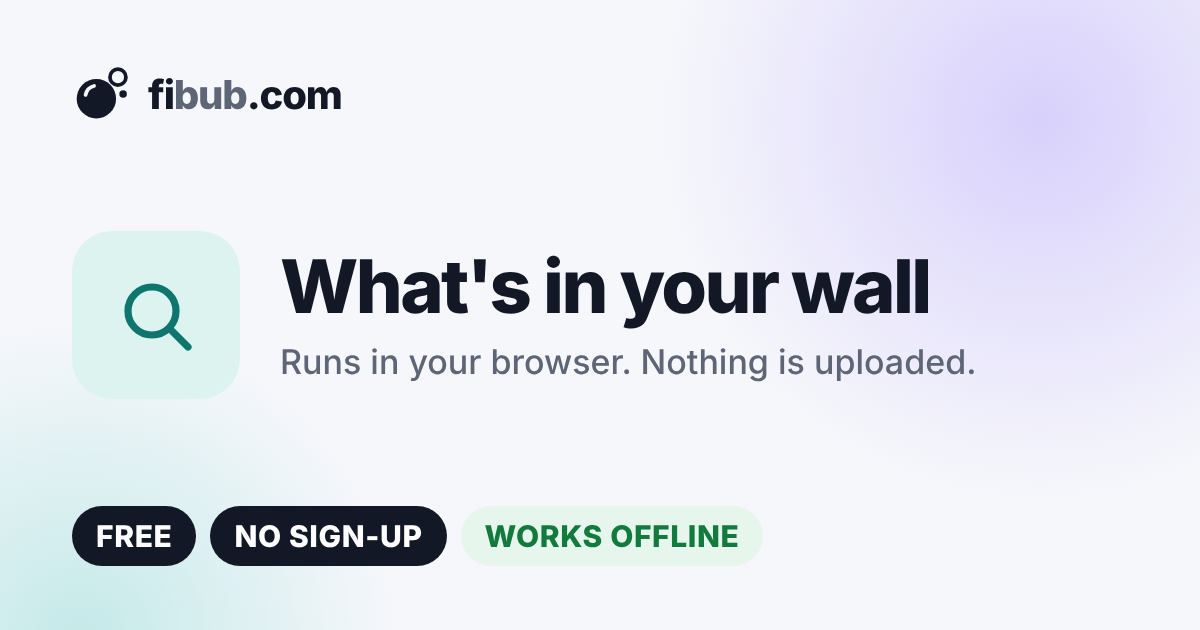 fibub.com
What's in your wall
Runs in your browser. Nothing is uploaded.
FREE NO SIGN-UP WORKS OFFLINE